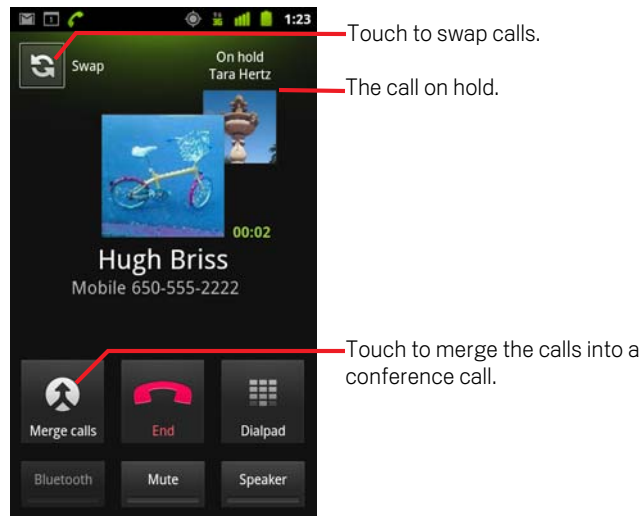 1:23
Touch to swap calls.
Swap
On hold
Tara Hertz
The call on hold.
00:02
Hugh Briss
Mobile 650-555-2222
Touch to merge the calls into a
conference call.
Merge calls
End
Dialpad
Bluetooth
Mute
Speaker